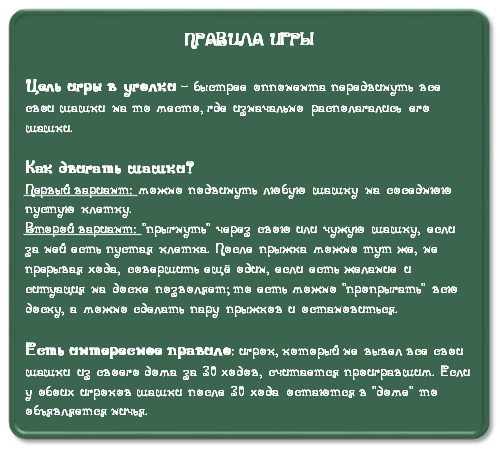 ПРАВИЛА ИГРЫ
Цель игры в уголки – быстрее оппонента передвинуть все
свои шашки на то место, где изначально располагались его
шашки.
Как двигать шашки?
Первый вариант: можно подвинуть любую шашку на соседнюю
пустую клетку.
Второй вариант: "прыгнуть" через свою или чужую шашку, если
за ней есть пустая клетка. После прыжка можно тут же, не
прерывая хода, совершить ещё один, если есть желание и
ситуация на доске позволяет; то есть можно "пропрыгать" всю
доску, а можно сделать пару прыжков и остановиться.
Есть интересное правило: игрок, который не вывел все свои
шашки из своего дома за 30 ходов, считается проигравшим. Если
у обоих игроков шашки после 30 хода остаются в "доме" то
объявляется ничья.